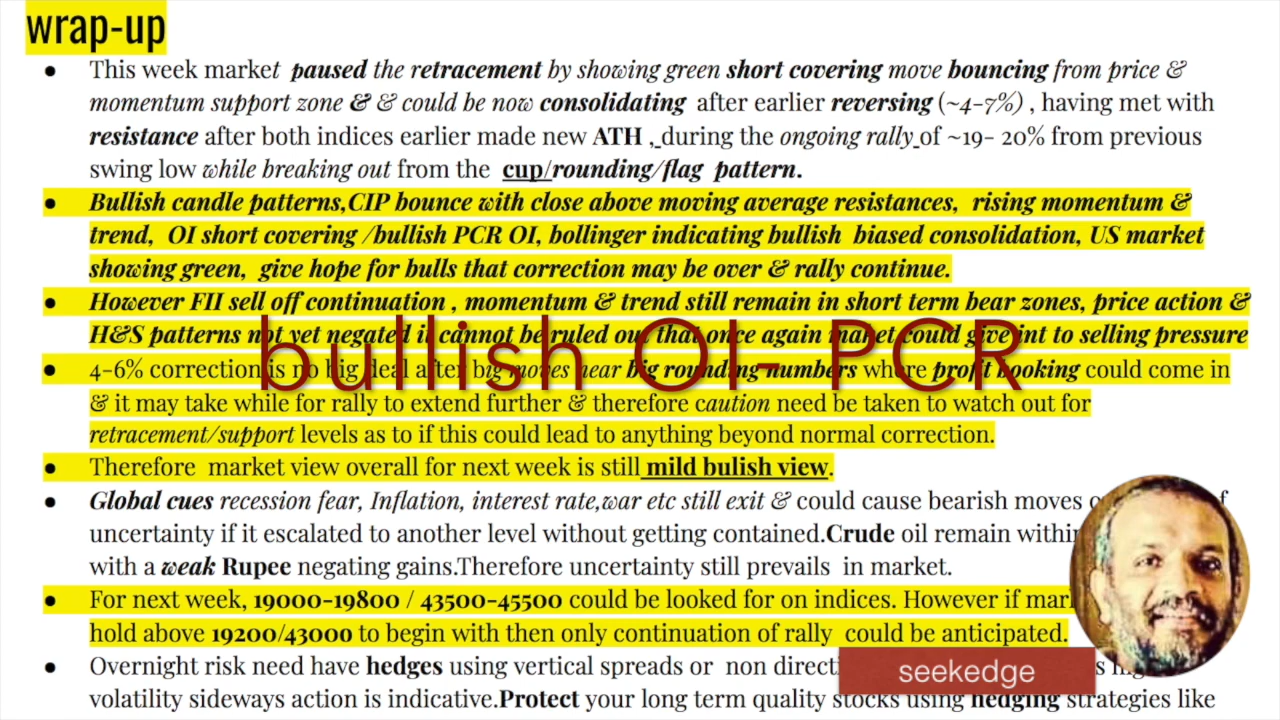 wrap-up
● This week market paused the retracement by showing green short covering move bouncing from price &
momentum support zone & & could be now consolidating after earlier reversing (~4-7%) , having met with
resistance after both indices earlier made new ATH , during the ongoing rally of ~19- 20% from previous
swing low while breaking out from the cup/rounding/flag pattern.
● Bullish candle patterns,CIP bounce with close above moving average resistances, rising momentum &
trend, OI short covering /bullish PCR OI, bollinger indicating bullish biased consolidation, US market
showing green, give hope for bulls that correction may be over & rally continue.
● However FII sell off continuation , momentum & trend still remain in short term bear zones, price action &
H&S patterns not yet negated it cannot be ruled out that once again market could give int to selling pressure
bullish OI- PCR
● 4-6% correction is no big deal after big moves near big rounding numbers where profit booking could come in
& it may take while for rally to extend further & therefore caution need be taken to watch out for
retracement/support levels as to if this could lead to anything beyond normal correction.
● Therefore market view overall for next week is still mild bulish view.
● Global cues recession fear, Inflation, interest rate,war etc still exit & could cause bearish moves
uncertainty if it escalated to another level without getting contained.Crude oil remain within
with a weak Rupee negating gains.Therefore uncertainty still prevails in market.
● For next week, 19000-19800 / 43500-45500 could be looked for on indices. However if
hold above 19200/43000 to begin with then only continuation of rally could be anticipated.
● Overnight risk need have hedges using vertical spreads or non
seekedge
volatility sideways action is indicative.Protect your long term quality stocks using hedging strategies like